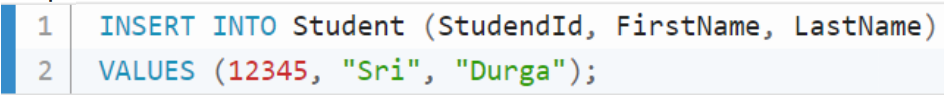 1 INSERT INTO Student (StudendId, FirstName, LastName)
2 VALUES (12345, "Sri", "Durga");